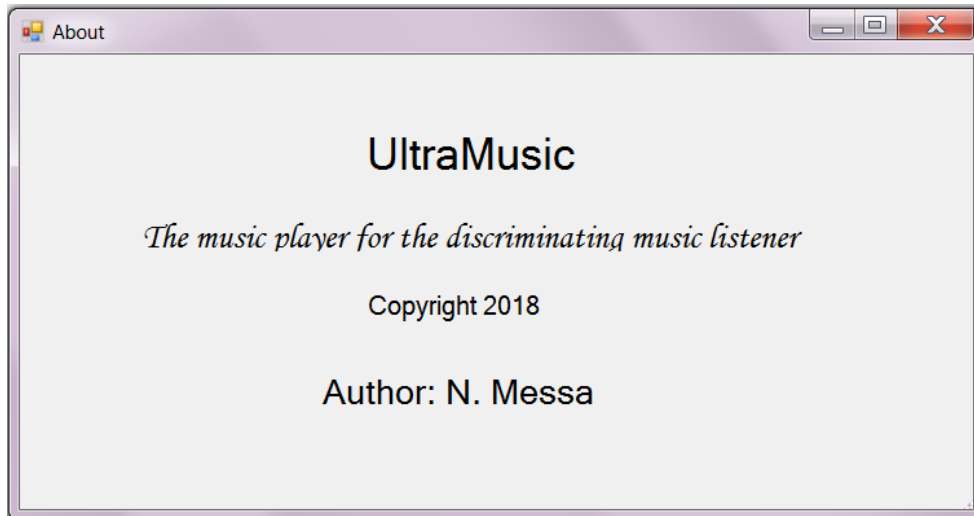 About
UltraMusic
The music player for the discriminating music listener
Copyright 2018
Author: N. Messa